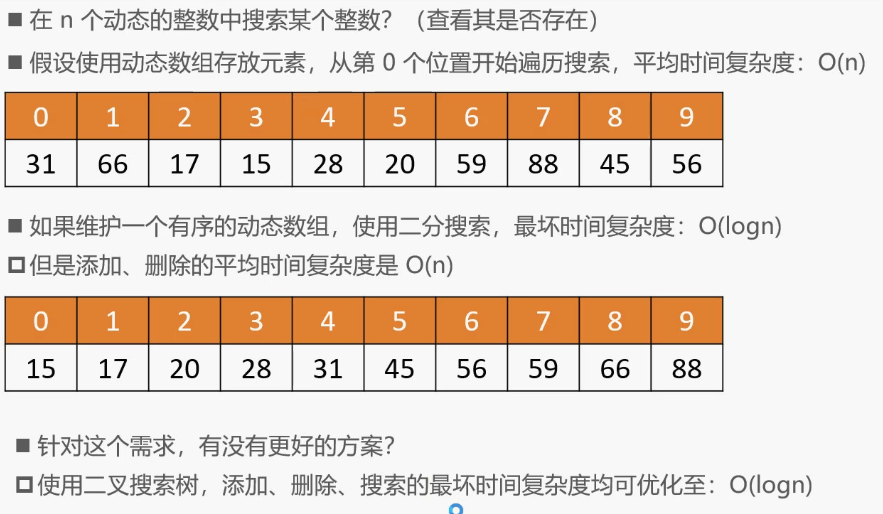 ■ 在 n 个动态的整数中搜索某个整数？（查看其是否存在）
■ 假设使用动态数组存放元素，从第 0 个位置开始遍历搜索，平均时间复杂度：O(n)
0 1 2 3 4 5 6 7 8 9
31 66 17 15 28 20 59 88 45 56
■ 如果维护一个有序的动态数组，使用二分搜索，最坏时间复杂度：O(logn)
□ 但是添加、删除的平均时间复杂度是 O(n)
0 1 2 3 4 5 6 7 8 9
15 17 20 28 31 45 56 59 66 88
■ 针对这个需求，有没有更好的方案？
□ 使用二叉搜索树，添加、删除、搜索的最坏时间复杂度均可优化至：O(logn)